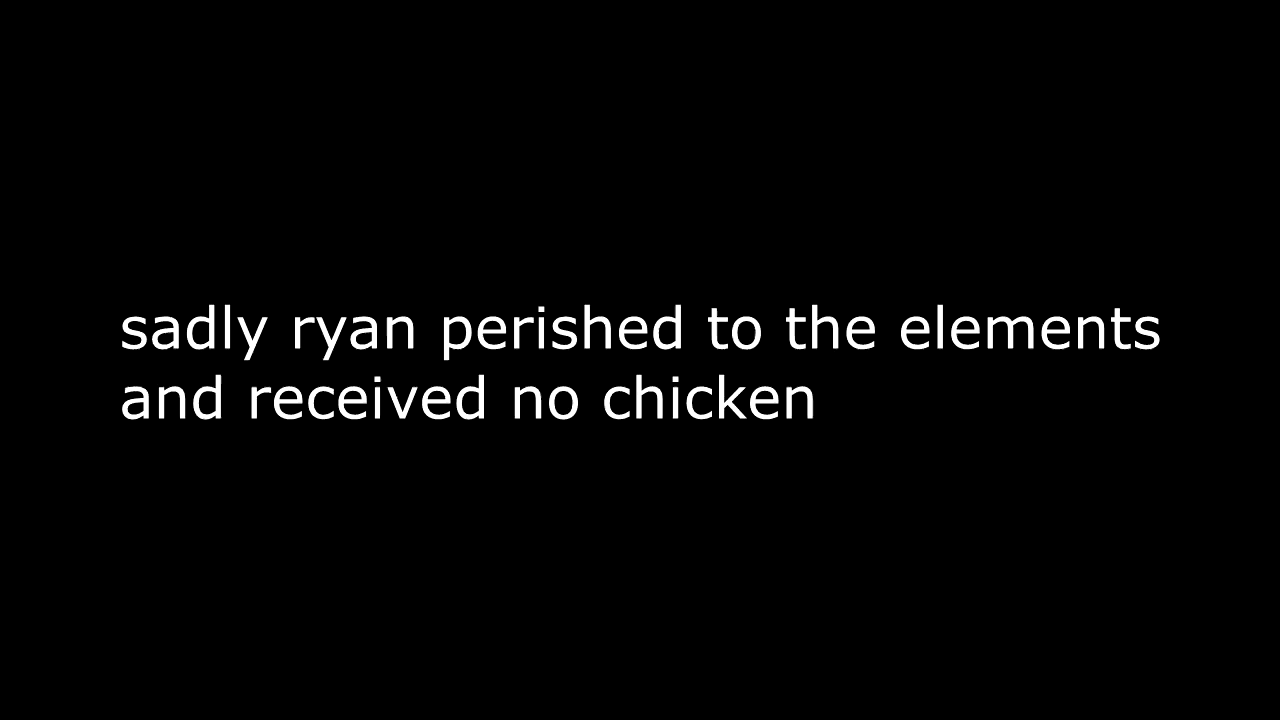 sadly ryan perished to the elements
and received no chicken